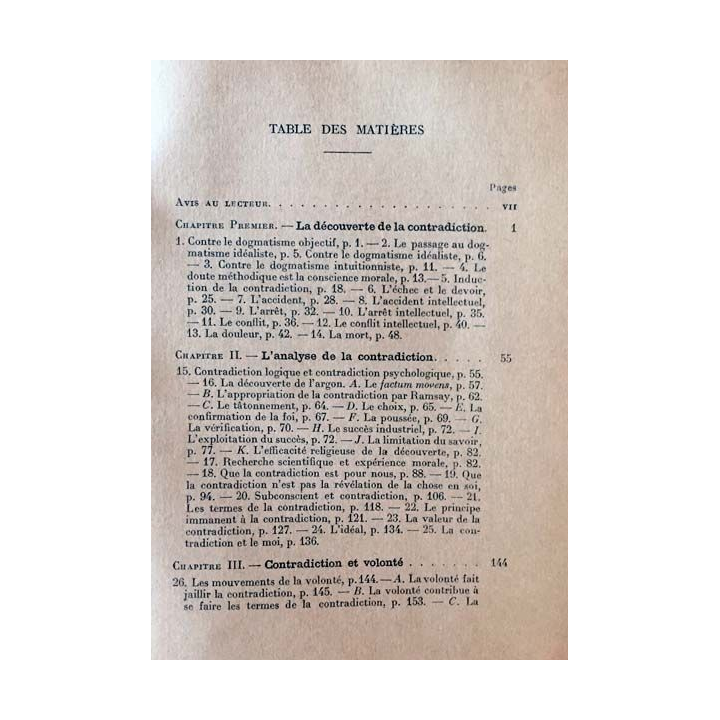 TABLE DES MATIÈRES
Pages
AVIS AU LECTEUR. . . . . . . . . . . . . . . . . . . VII
CHAPITRE PREMIER. — La découverte de la contradiction. 1
1. Contre le dogmatisme objectif, p. 1. — 2. Le passage au dog-
matisme idéaliste, p. 5. Contre le dogmatisme idéaliste, p. 6.
— 3. Contre le dogmatisme intuitionniste, p. 11. — 4. Le
doute méthodique est la conscience morale, p. 13. — 5. Induc-
tion de la contradiction, p. 18. — 6. L'échec et le devoir,
p. 25. — 7. L'accident, p. 28. — 8. L'accident intellectuel,
p. 30. — 9. L'arrêt, p. 32. — 10. L'arrêt intellectuel, p. 35.
— 11. Le conflit, p. 36. — 12. Le conflit intellectuel, p. 40. —
13. La douleur, p. 42. — 14. La mort, p. 48.
CHAPITRE II. — L'analyse de la contradiction. . . . . 55
15. Contradiction logique et contradiction psychologique, p. 55.
— 16. La découverte de l'argon. A. Le factum movens, p. 57.
— B. L'appropriation de la contradiction par Ramsay, p. 62.
— C. Le tâtonnement, p. 64. — D. Le choix, p. 65. — E. La
confirmation de la foi, p. 67. — F. La poussée, p. 69. — G.
La vérification, p. 70. — H. Le succès industriel, p. 72. — I.
L'exploitation du succès, p. 72. — J. La limitation du savoir,
p. 77. — K. L'efficacité religieuse de la découverte, p. 82.
— 17. Recherche scientifique et expérience morale, p. 82.
— 18. Que la contradiction est pour nous, p. 88. — 19. Que
la contradiction n'est pas la révélation de la chose en soi,
p. 94. — 20. Subconscient et contradiction, p. 106. — 21.
Les termes de la contradiction, p. 118. — 22. Le principe
immanent à la contradiction, p. 121. — 23. La valeur de la
contradiction, p. 127. — 24. L'idéal, p. 134. — 25. La con-
tradiction et le moi, p. 136.
CHAPITRE III. — Contradiction et volonté . . . . . . . 144
26. Les mouvements de la volonté, p. 144. — A. La volonté fait
jaillir la contradiction, p. 145. — B. La volonté contribue à
se faire les termes de la contradiction, p. 153. — C. La